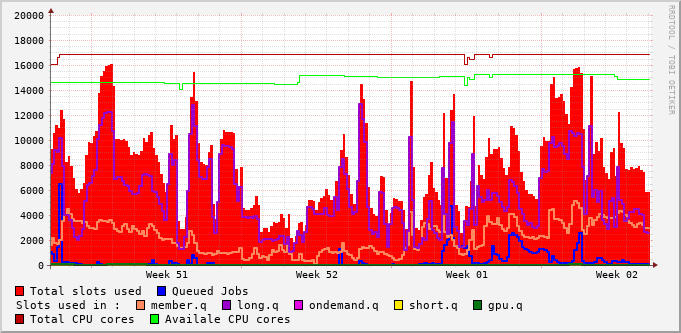 20000
18000
16000
14000
12000
10000
8000
6000
4000
2000
0
Week 51 Week 52 Week 01 Week 02
Total slots used Queued Jobs
Slots used in : member.q long.q ondemand.q short.q gpu.q
Total CPU cores Availale CPU cores
RRDTOOL / TOBI OETIKER